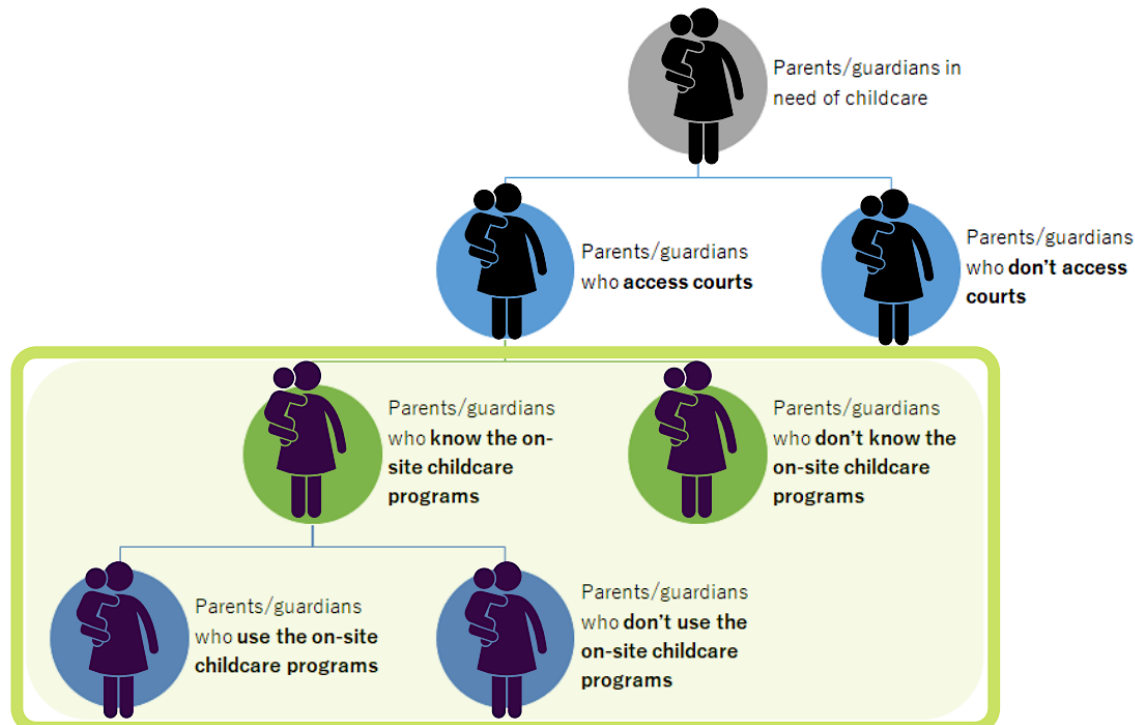 Parents/guardians in
need of childcare
Parents/guardians
who access courts
Parents/guardians
who don’t access
courts
Parents/guardians
who know the on-
site childcare
programs
Parents/guardians
who don’t know the
on-site childcare
programs
Parents/guardians
who use the on-site
childcare programs
Parents/guardians
who don’t use the
on-site childcare
programs